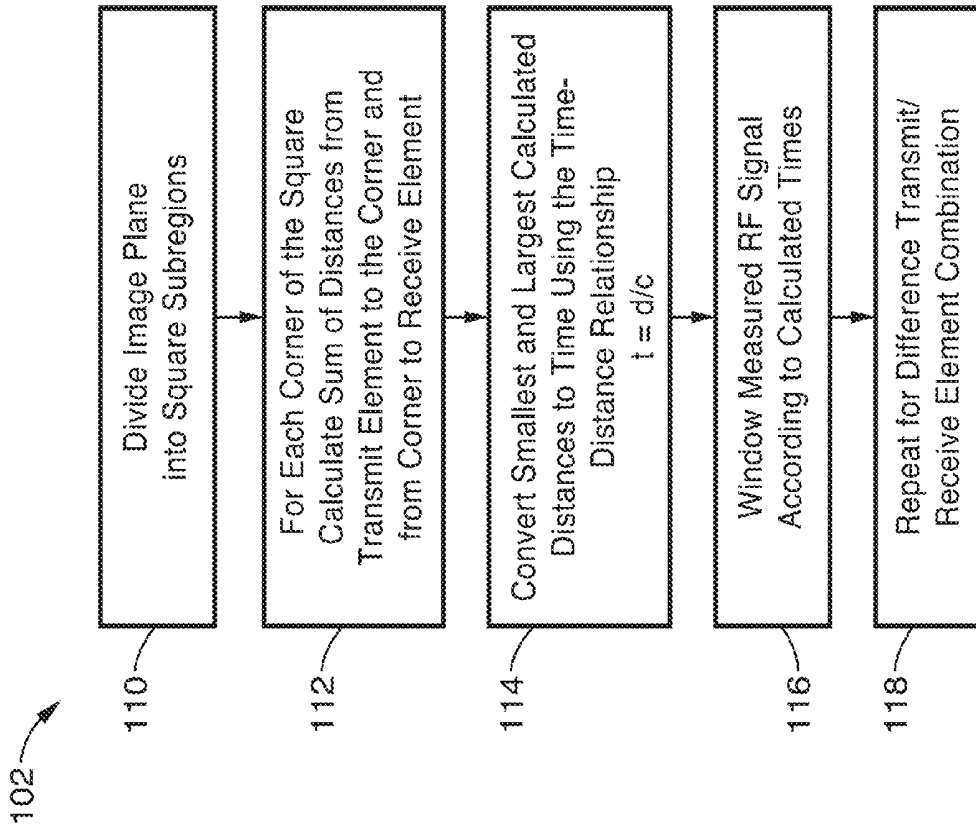 102
110
Divide Image Plane
into Square Subregions
112
For Each Corner of the Square
Calculate Sum of Distances from
Transmit Element to the Corner and
from Corner to Receive Element
114
Convert Smallest and Largest Calculated
Distances to Time Using the Time-
Distance Relationship
t = d/c
116
Window Measured RF Signal
According to Calculated Times
118
Repeat for Difference Transmit/
Receive Element Combination